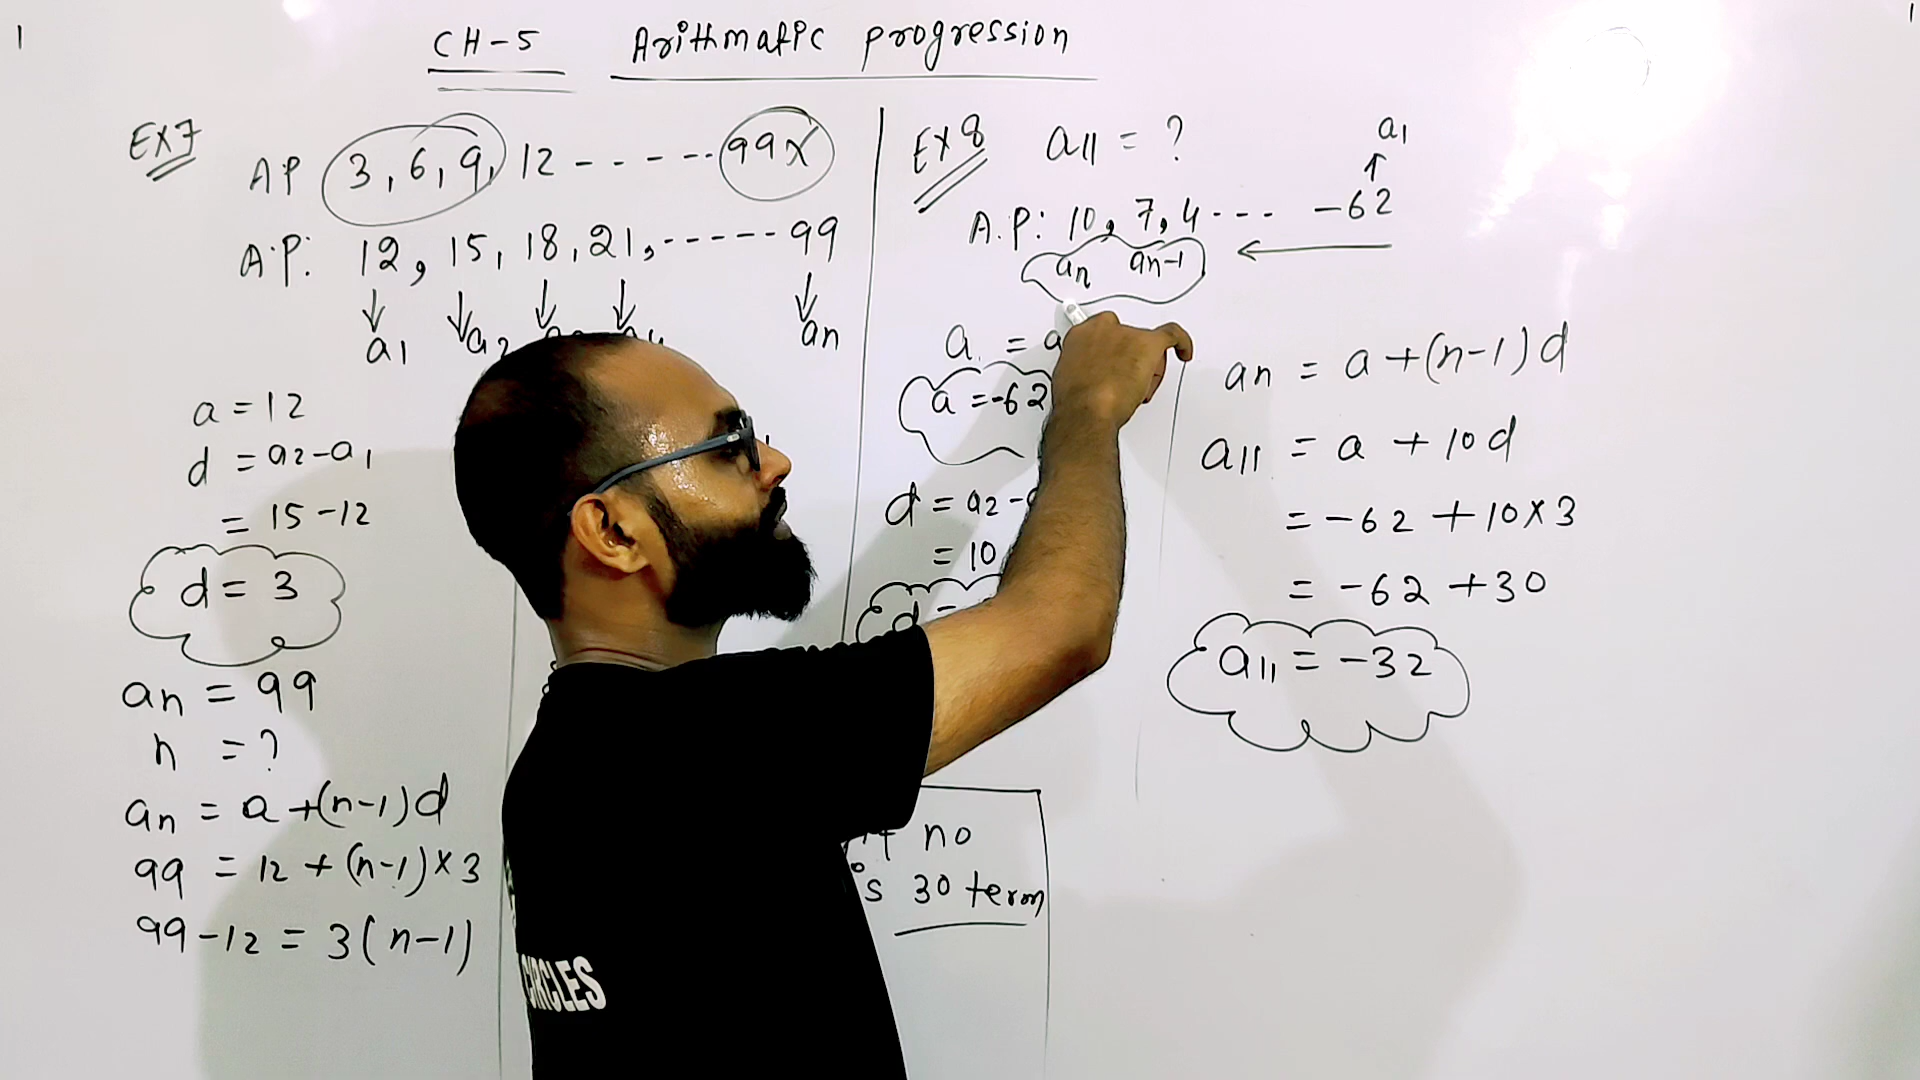 CH-5 Arithmatic progression
EX7
AP 3, 6, 9, 12 ------ 99x
A.P: 12, 15, 18, 21, ------ 99
a1 a2 an
a = 12
d = a2-a1
= 15-12
d = 3
an = 99
n = ?
an = a+(n-1)d
99 = 12 + (n-1)×3
99-12 = 3(n-1)
EX8 a11 = ?
a1
A.P: 10, 7, 4 --- -62
an an-1
a = a
a = -62
d = a2-
= 10
d =
no
30 term
an = a+(n-1)d
a11 = a + 10d
= -62 + 10×3
= -62 + 30
a11 = -32
CIRCLES